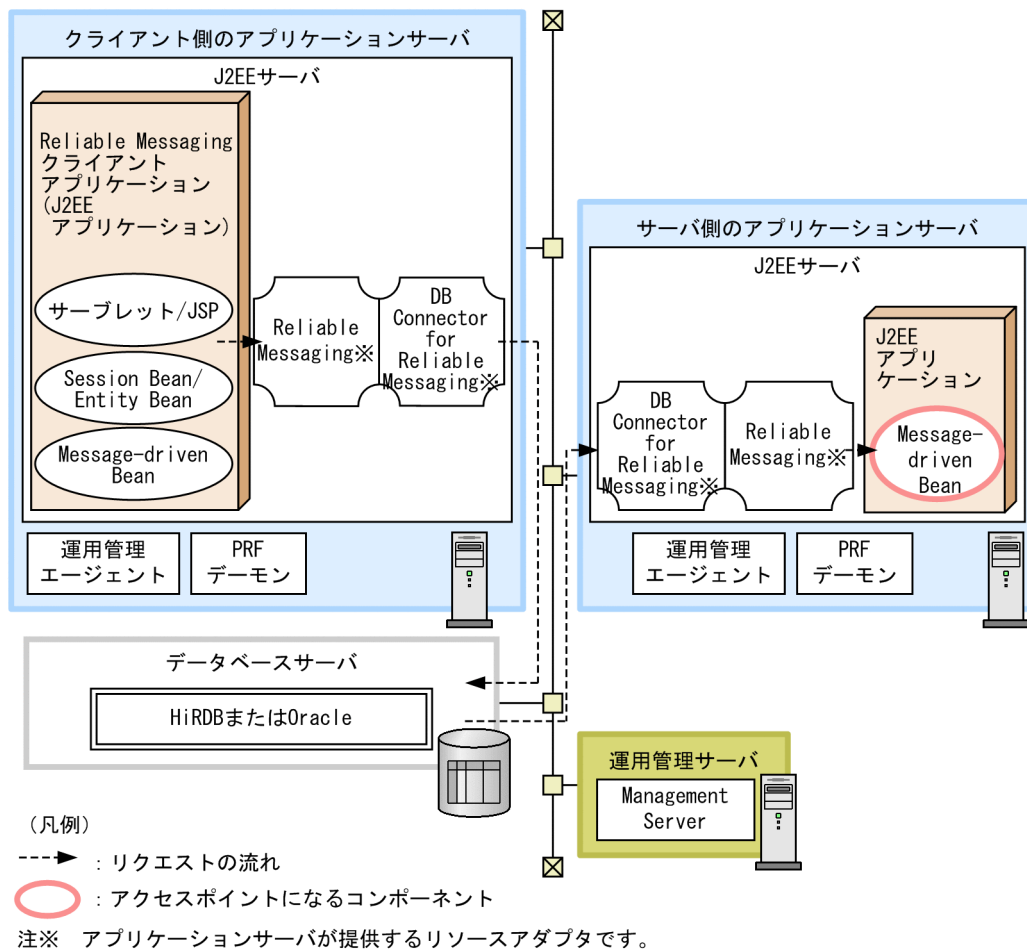 クライアント側のアプリケーションサーバ
J2EEサーバ
Reliable Messaging
クライアント
アプリケーション
(J2EE
アプリケーション)
サーブレット/JSP
Session Bean/
Entity Bean
Message-driven
Bean
Reliable
Messaging※
DB
Connector
for
Reliable
Messaging※
運用管理
エージェント
PRF
デーモン
サーバ側のアプリケーションサーバ
J2EEサーバ
DB
Connector
for
Reliable
Messaging※
Reliable
Messaging※
J2EE
アプリ
ケーション
Message-
driven
Bean
運用管理
エージェント
PRF
デーモン
データベースサーバ
HiRDBまたはOracle
運用管理サーバ
Management
Server
(凡例)
：リクエストの流れ
：アクセスポイントになるコンポーネント
注※　アプリケーションサーバが提供するリソースアダプタです。